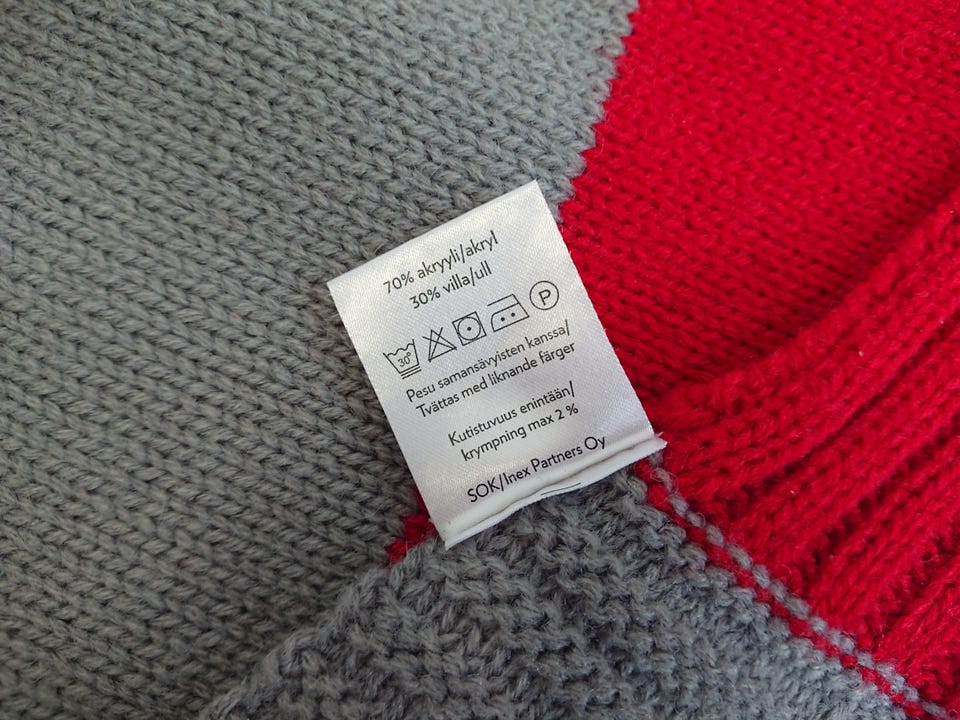 70% akryyli/akryl
30% villa/ull
30° P
Pesu samansävyisten kanssa/
Tvättas med liknande färger
Kutistuvuus enintään/
krympning max 2 %
SOK/Inex Partners Oy